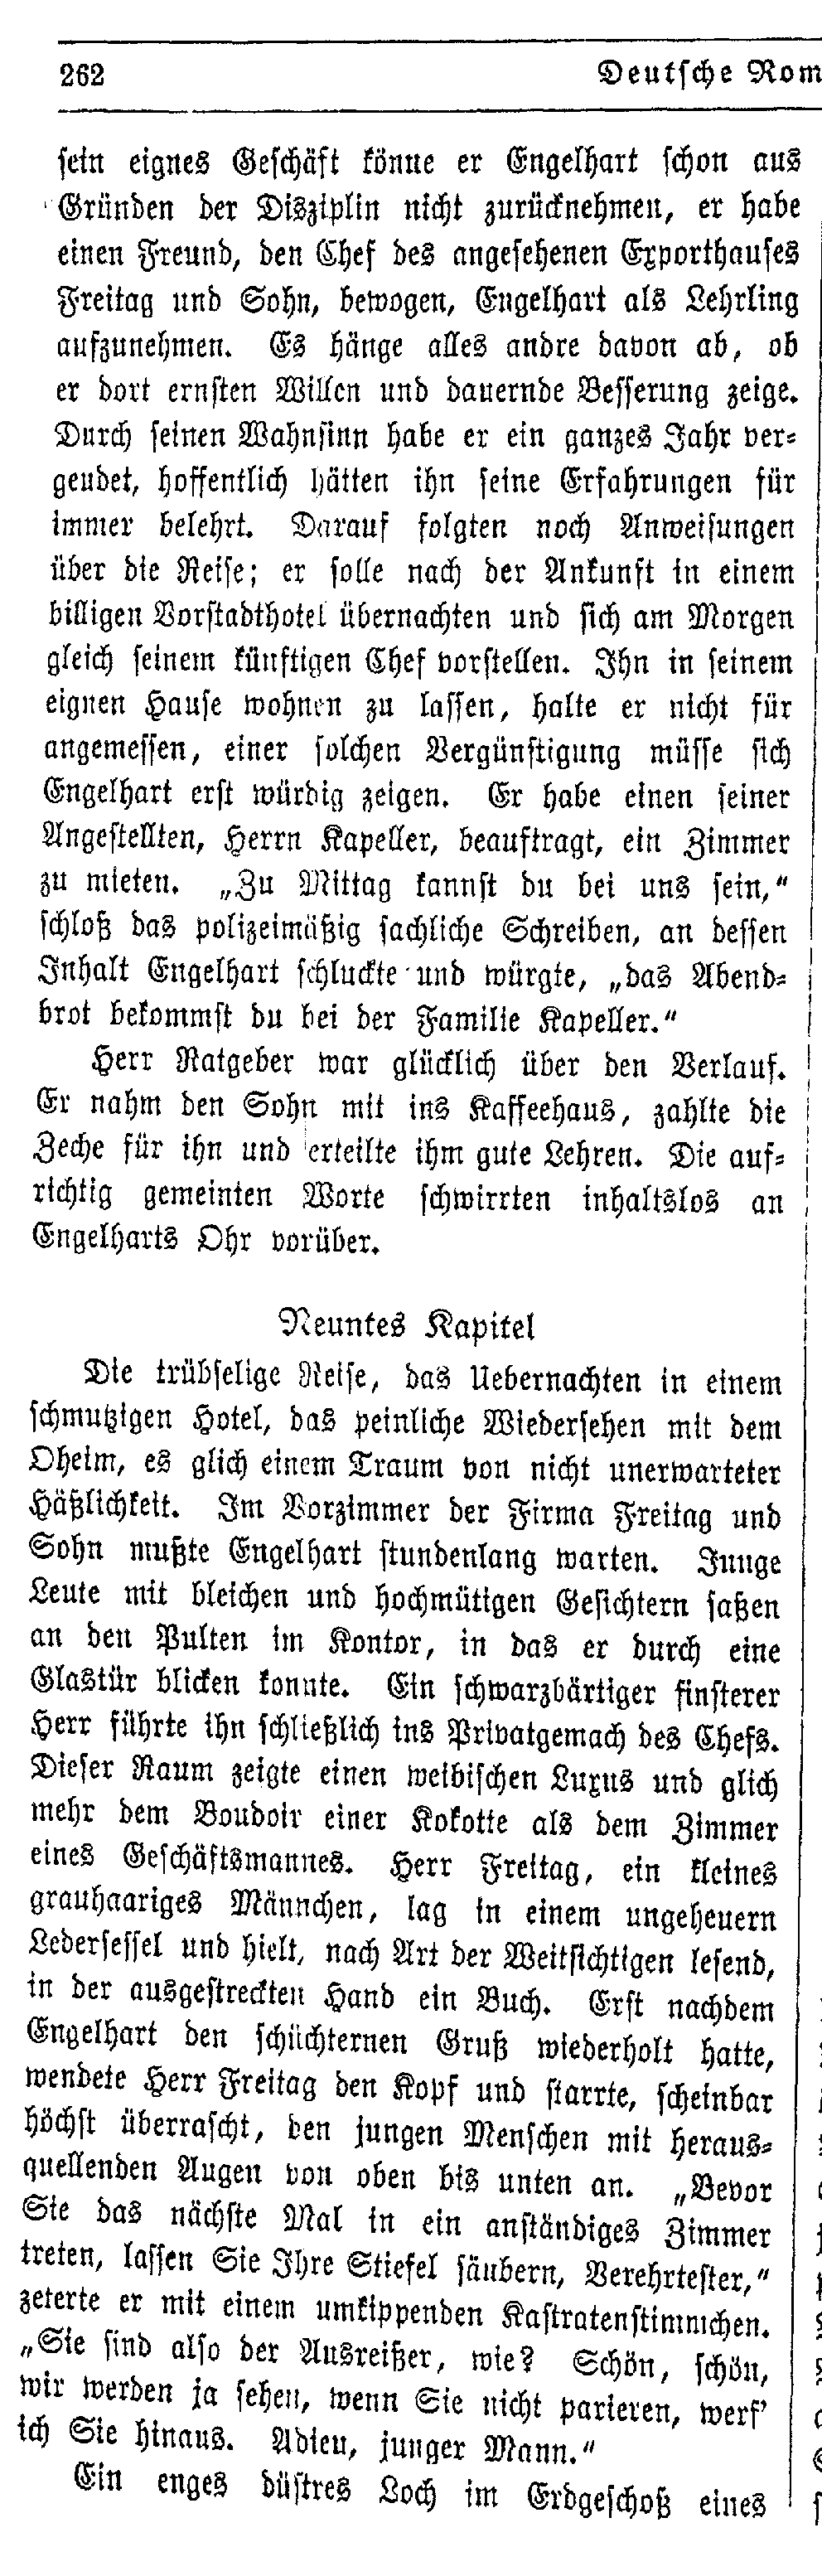 262 Deutsche Rom
sein eignes Geschäft könne er Engelhart schon aus
Gründen der Disziplin nicht zurücknehmen, er habe
einen Freund, den Chef des angesehenen Exporthauses
Freitag und Sohn, bewogen, Engelhart als Lehrling
aufzunehmen. Es hänge alles andre davon ab, ob
er dort ernsten Willen und dauernde Besserung zeige.
Durch seinen Wahnsinn habe er ein ganzes Jahr ver-
geudet, hoffentlich hätten ihn seine Erfahrungen für
immer belehrt. Darauf folgten noch Anweisungen
über die Reise; er solle nach der Ankunft in einem
billigen Vorstadthotel übernachten und sich am Morgen
gleich seinem künftigen Chef vorstellen. Ihn in seinem
eignen Hause wohnen zu lassen, halte er nicht für
angemessen, einer solchen Vergünstigung müsse sich
Engelhart erst würdig zeigen. Er habe einen seiner
Angestellten, Herrn Kapeller, beauftragt, ein Zimmer
zu mieten. „Zu Mittag kannst du bei uns sein,“
schloß das polizeimäßig sachliche Schreiben, an dessen
Inhalt Engelhart schluckte und würgte, „das Abend-
brot bekommst du bei der Familie Kapeller.“
Herr Ratgeber war glücklich über den Verlauf.
Er nahm den Sohn mit ins Kaffeehaus, zahlte die
Zeche für ihn und erteilte ihm gute Lehren. Die auf-
richtig gemeinten Worte schwirrten inhaltslos an
Engelharts Ohr vorüber.
Neuntes Kapitel
Die trübselige Reise, das Uebernachten in einem
schmutzigen Hotel, das peinliche Wiedersehen mit dem
Oheim, es glich einem Traum von nicht unerwarteter
Häßlichkeit. Im Vorzimmer der Firma Freitag und
Sohn mußte Engelhart stundenlang warten. Junge
Leute mit bleichen und hochmütigen Gesichtern saßen
an den Pulten im Kontor, in das er durch eine
Glastür blicken konnte. Ein schwarzbärtiger finsterer
Herr führte ihn schließlich ins Privatgemach des Chefs.
Dieser Raum zeigte einen weibischen Luxus und glich
mehr dem Boudoir einer Kokotte als dem Zimmer
eines Geschäftsmannes. Herr Freitag, ein kleines
grauhaariges Männchen, lag in einem ungeheuern
Ledersessel und hielt, nach Art der Weitsichtigen lesend,
in der ausgestreckten Hand ein Buch. Erst nachdem
Engelhart den schüchternen Gruß wiederholt hatte,
wendete Herr Freitag den Kopf und starrte, scheinbar
höchst überrascht, den jungen Menschen mit heraus-
quellenden Augen von oben bis unten an. „Bevor
Sie das nächste Mal in ein anständiges Zimmer
treten, lassen Sie Ihre Stiefel säubern, Verehrtester,“
zeterte er mit einem umkippenden Kastratenstimmchen.
„Sie sind also der Ausreißer, wie? Schön, schön,
wir werden ja sehen, wenn Sie nicht parieren, werf’
ich Sie hinaus. Adieu, junger Mann.“
Ein enges düstres Loch im Erdgeschoß eines